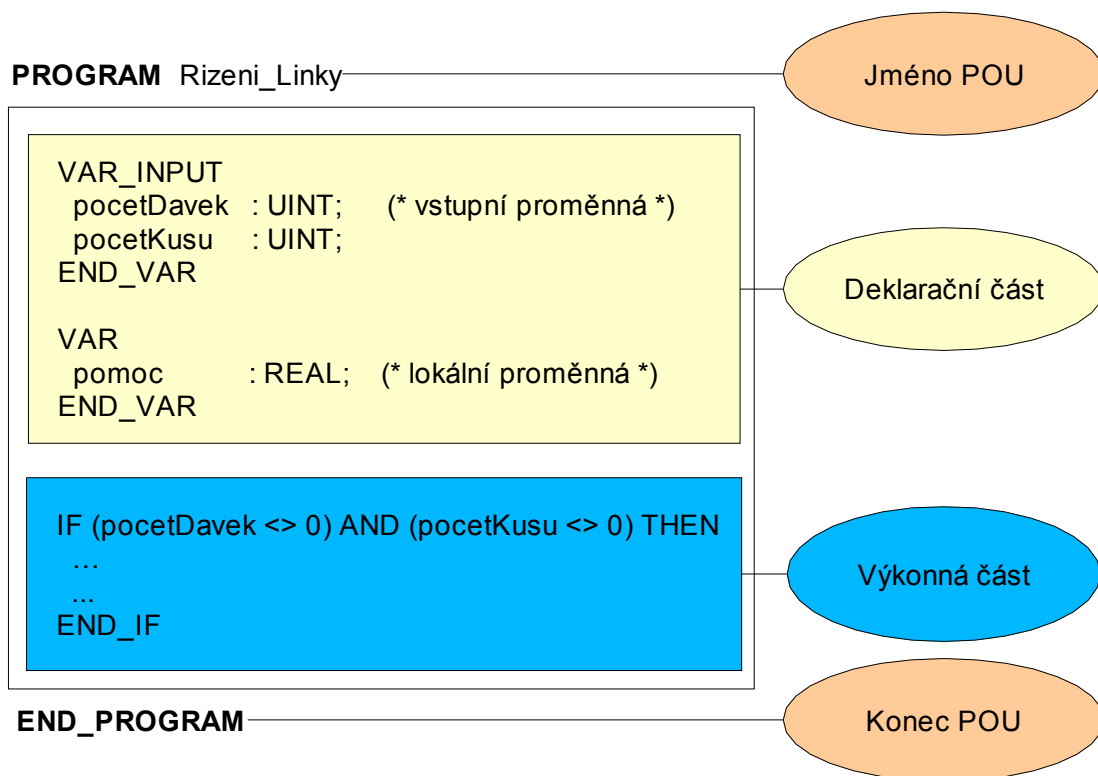 PROGRAM Rizeni_Linky
Jméno POU
VAR_INPUT
pocetDavek : UINT; (* vstupní proměnná *)
pocetKusu : UINT;
END_VAR
Deklarační část
VAR
pomoc : REAL; (* lokální proměnná *)
END_VAR
IF (pocetDavek <> 0) AND (pocetKusu <> 0) THEN
…
...
END_IF
Výkonná část
END_PROGRAM
Konec POU